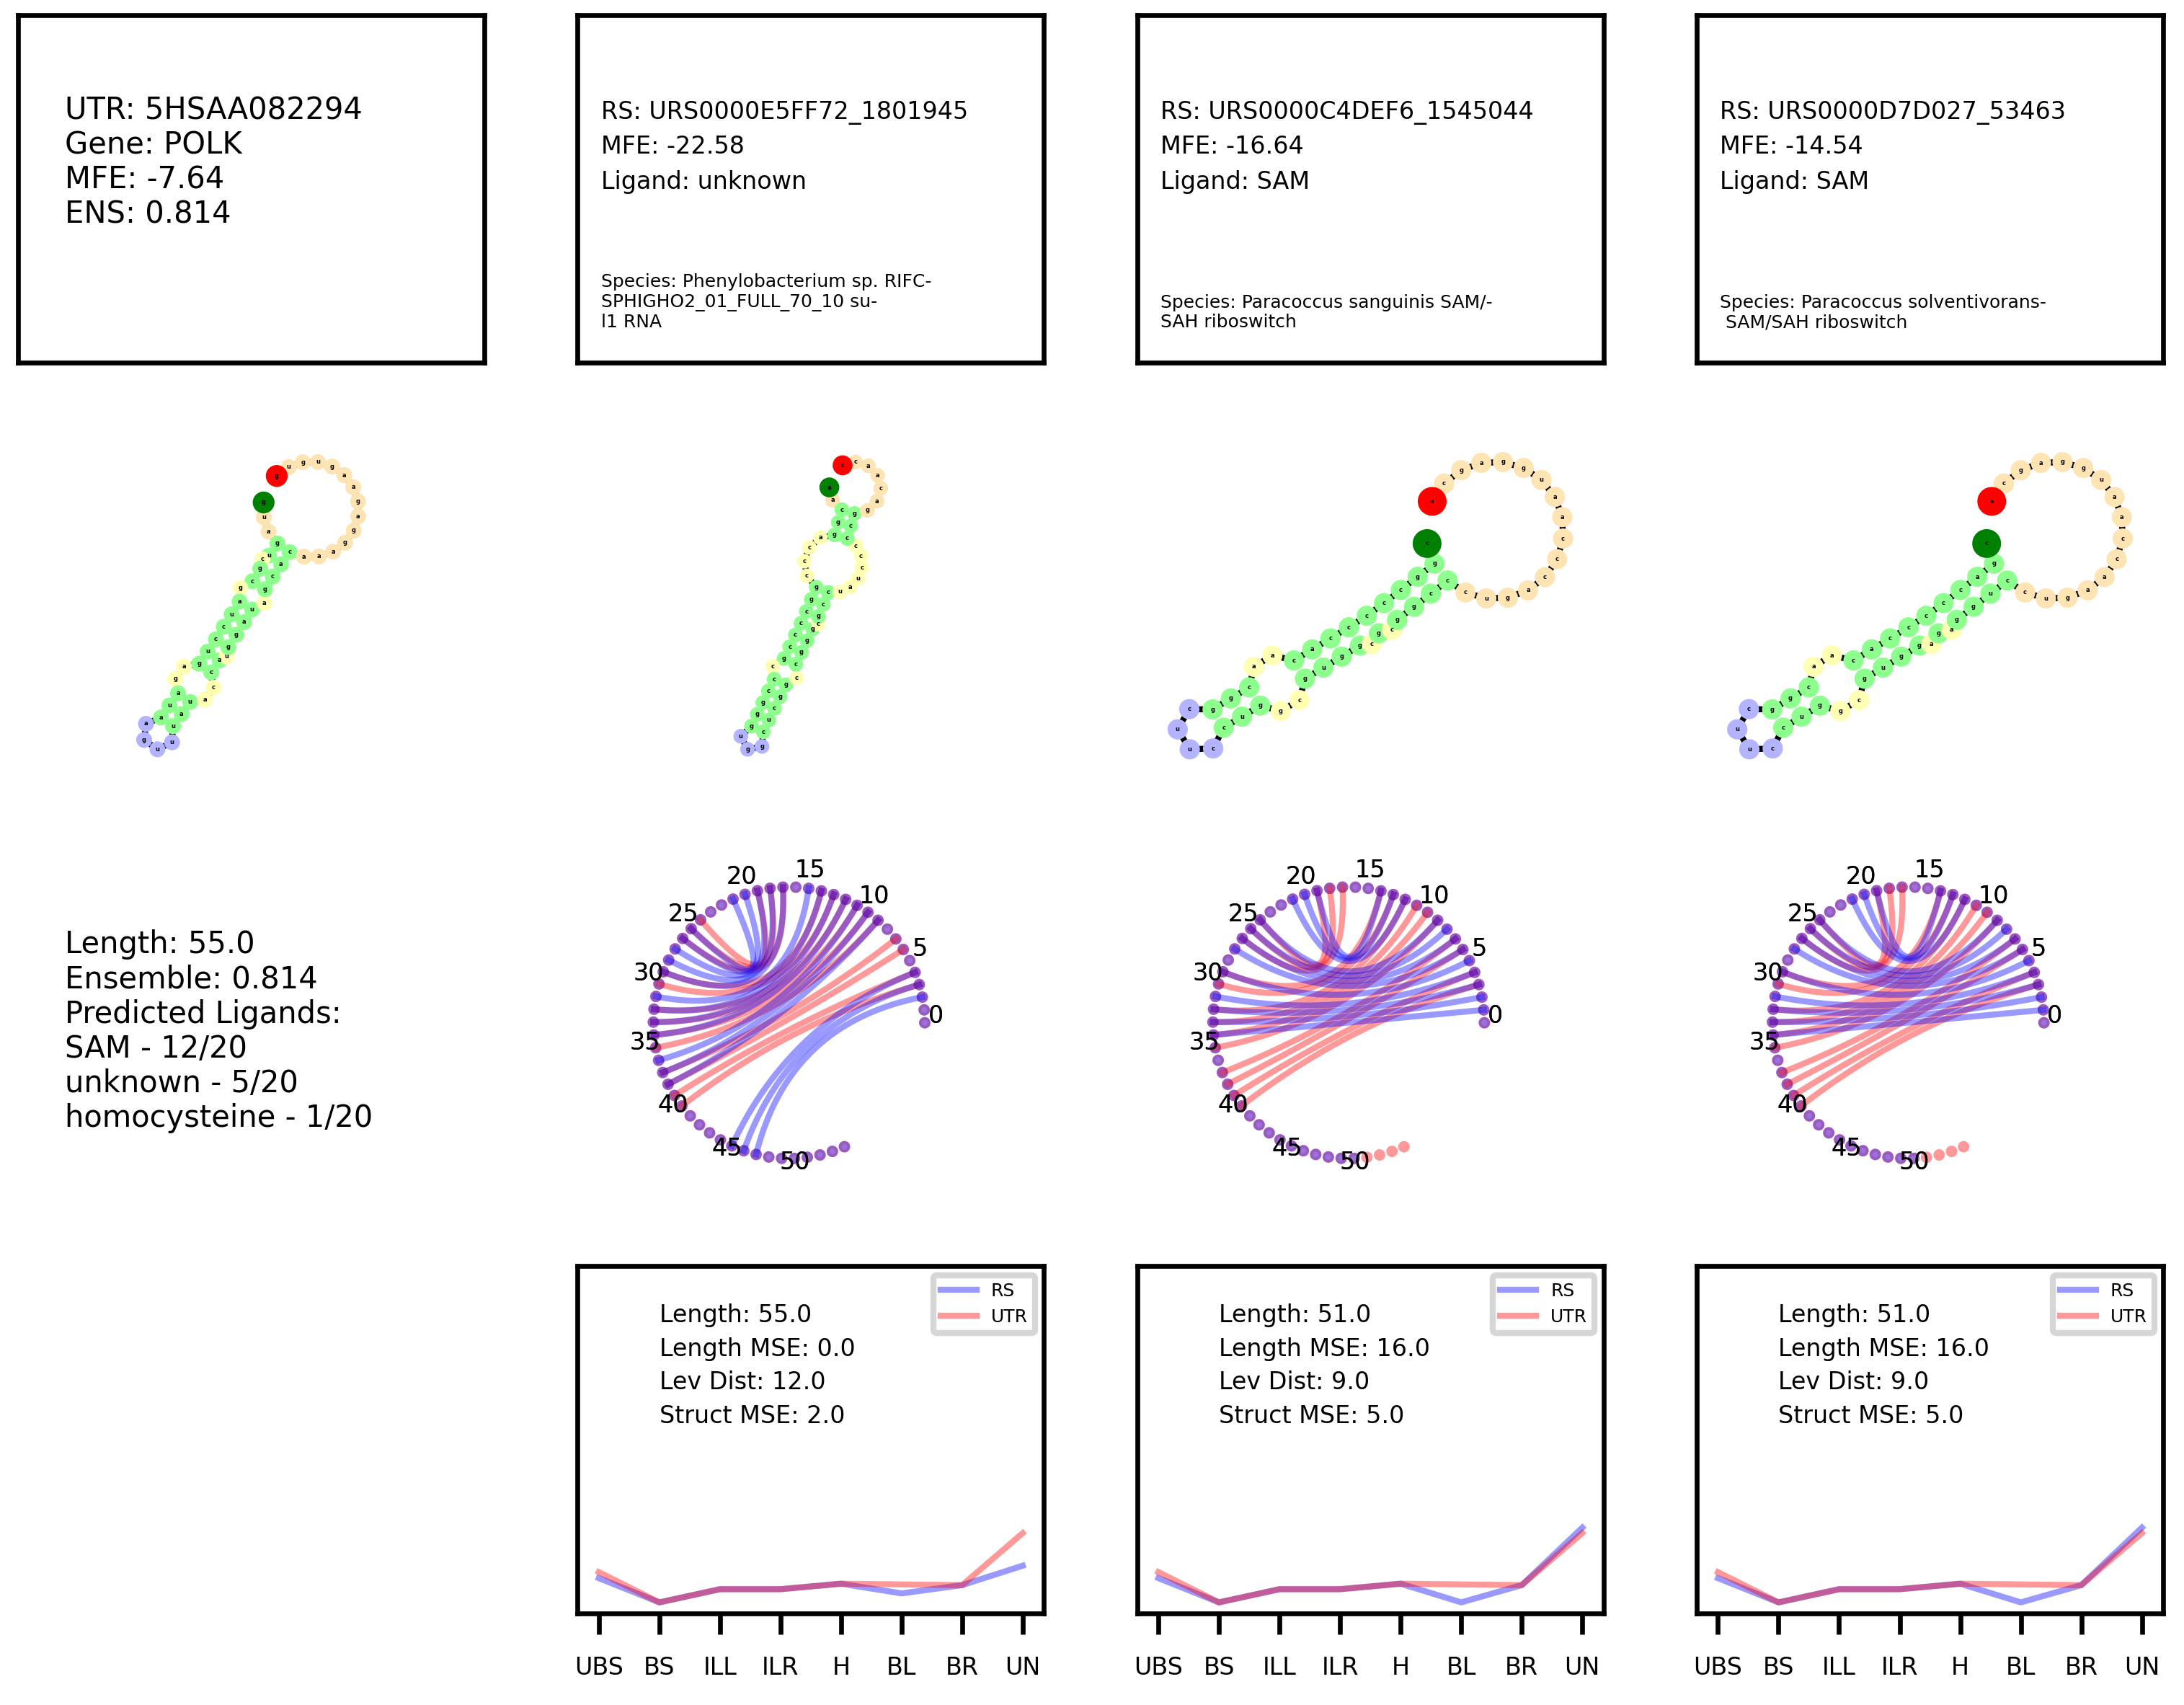 UTR: 5HSAA082294
Gene: POLK
MFE: -7.64
ENS: 0.814
RS: URS0000E5FF72_1801945
MFE: -22.58
Ligand: unknown
Species: Phenylobacterium sp. RIFC-
SPHIGHO2_01_FULL_70_10 su-
l1 RNA
RS: URS0000C4DEF6_1545044
MFE: -16.64
Ligand: SAM
Species: Paracoccus sanguinis SAM/-
SAH riboswitch
RS: URS0000D7D027_53463
MFE: -14.54
Ligand: SAM
Species: Paracoccus solventivorans-
SAM/SAH riboswitch
Length: 55.0
Ensemble: 0.814
Predicted Ligands:
SAM - 12/20
unknown - 5/20
homocysteine - 1/20
0
5
10
15
20
25
30
35
40
45
50
0
5
10
15
20
25
30
35
40
45
50
0
5
10
15
20
25
30
35
40
45
50
RS
UTR
Length: 55.0
Length MSE: 0.0
Lev Dist: 12.0
Struct MSE: 2.0
UBS BS ILL ILR H BL BR UN
RS
UTR
Length: 51.0
Length MSE: 16.0
Lev Dist: 9.0
Struct MSE: 5.0
UBS BS ILL ILR H BL BR UN
RS
UTR
Length: 51.0
Length MSE: 16.0
Lev Dist: 9.0
Struct MSE: 5.0
UBS BS ILL ILR H BL BR UN